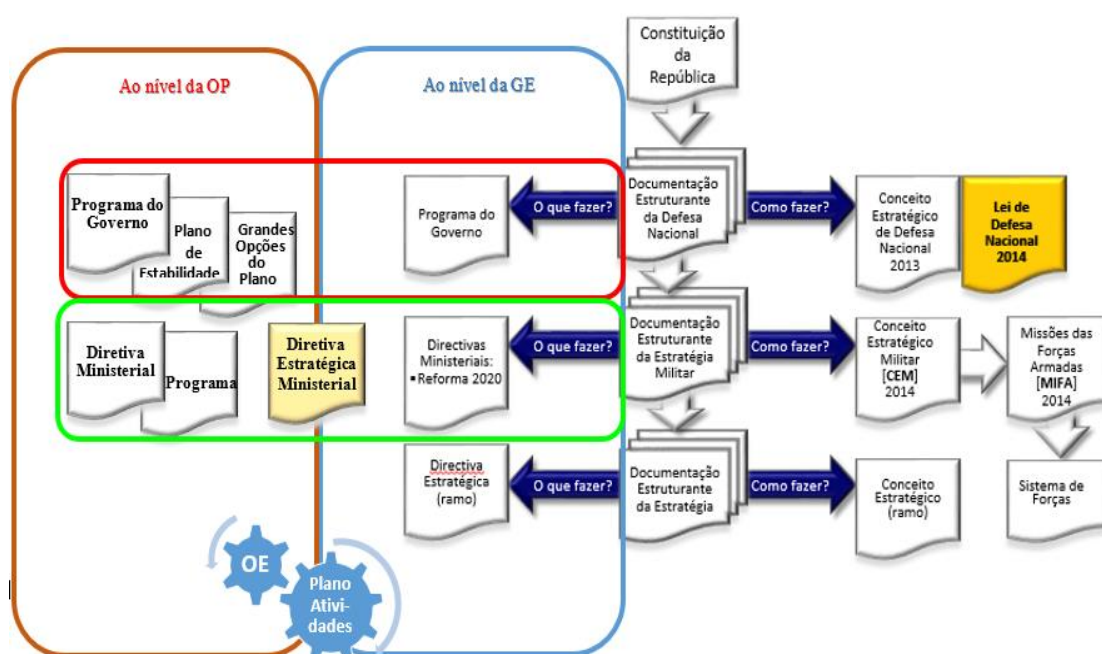 Constituição
da
República
Ao nível da OP
Ao nível da GE
Programa do
Governo
Plano
de
Estabilidade
Grandes
Opções
do
Plano
Programa do
Governo
O que fazer?
Documentação
Estruturante
da Defesa
Nacional
Como fazer?
Conceito
Estratégico
de Defesa
Nacional
2013
Lei de
Defesa
Nacional
2014
Diretiva
Ministerial
Programa
Diretiva
Estratégica
Ministerial
Directivas
Ministeriais:
▪ Reforma 2020
O que fazer?
Documentação
Estruturante
da Estratégia
Militar
Como fazer?
Conceito
Estratégico
Militar
[CEM]
2014
Missões das
Forças
Armadas
[MIFA]
2014
Directiva
Estratégica
(ramo)
O que fazer?
Documentação
Estruturante
da Estratégia
Como fazer?
Conceito
Estratégico
(ramo)
Sistema de
Forças
OE
Plano
Ativi-
dades